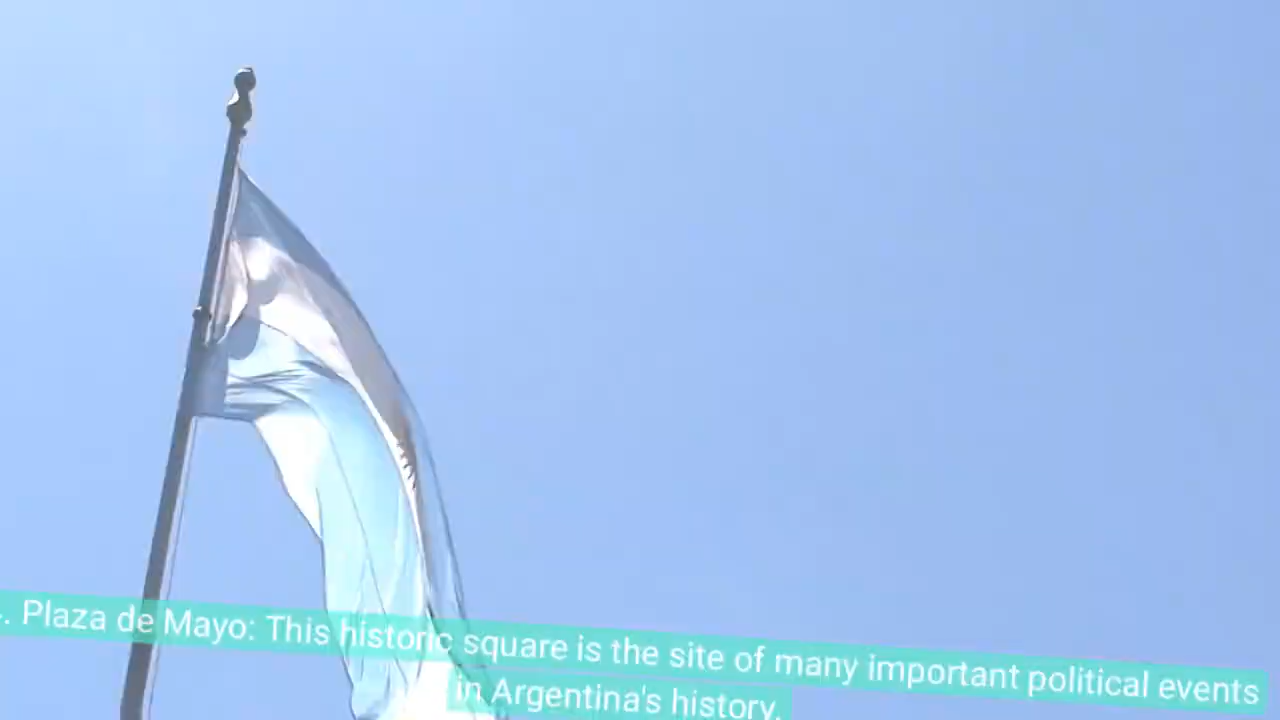 . Plaza de Mayo: This historic square is the site of many important political events
in Argentina's history.